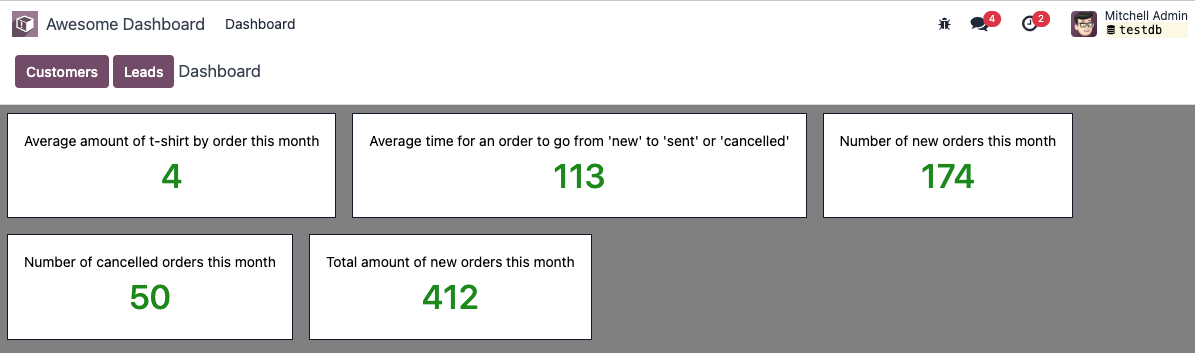 Awesome Dashboard Dashboard 4 2 Mitchell Admin
testdb
Customers Leads Dashboard
Average amount of t-shirt by order this month
4
Average time for an order to go from 'new' to 'sent' or 'cancelled'
113
Number of new orders this month
174
Number of cancelled orders this month
50
Total amount of new orders this month
412